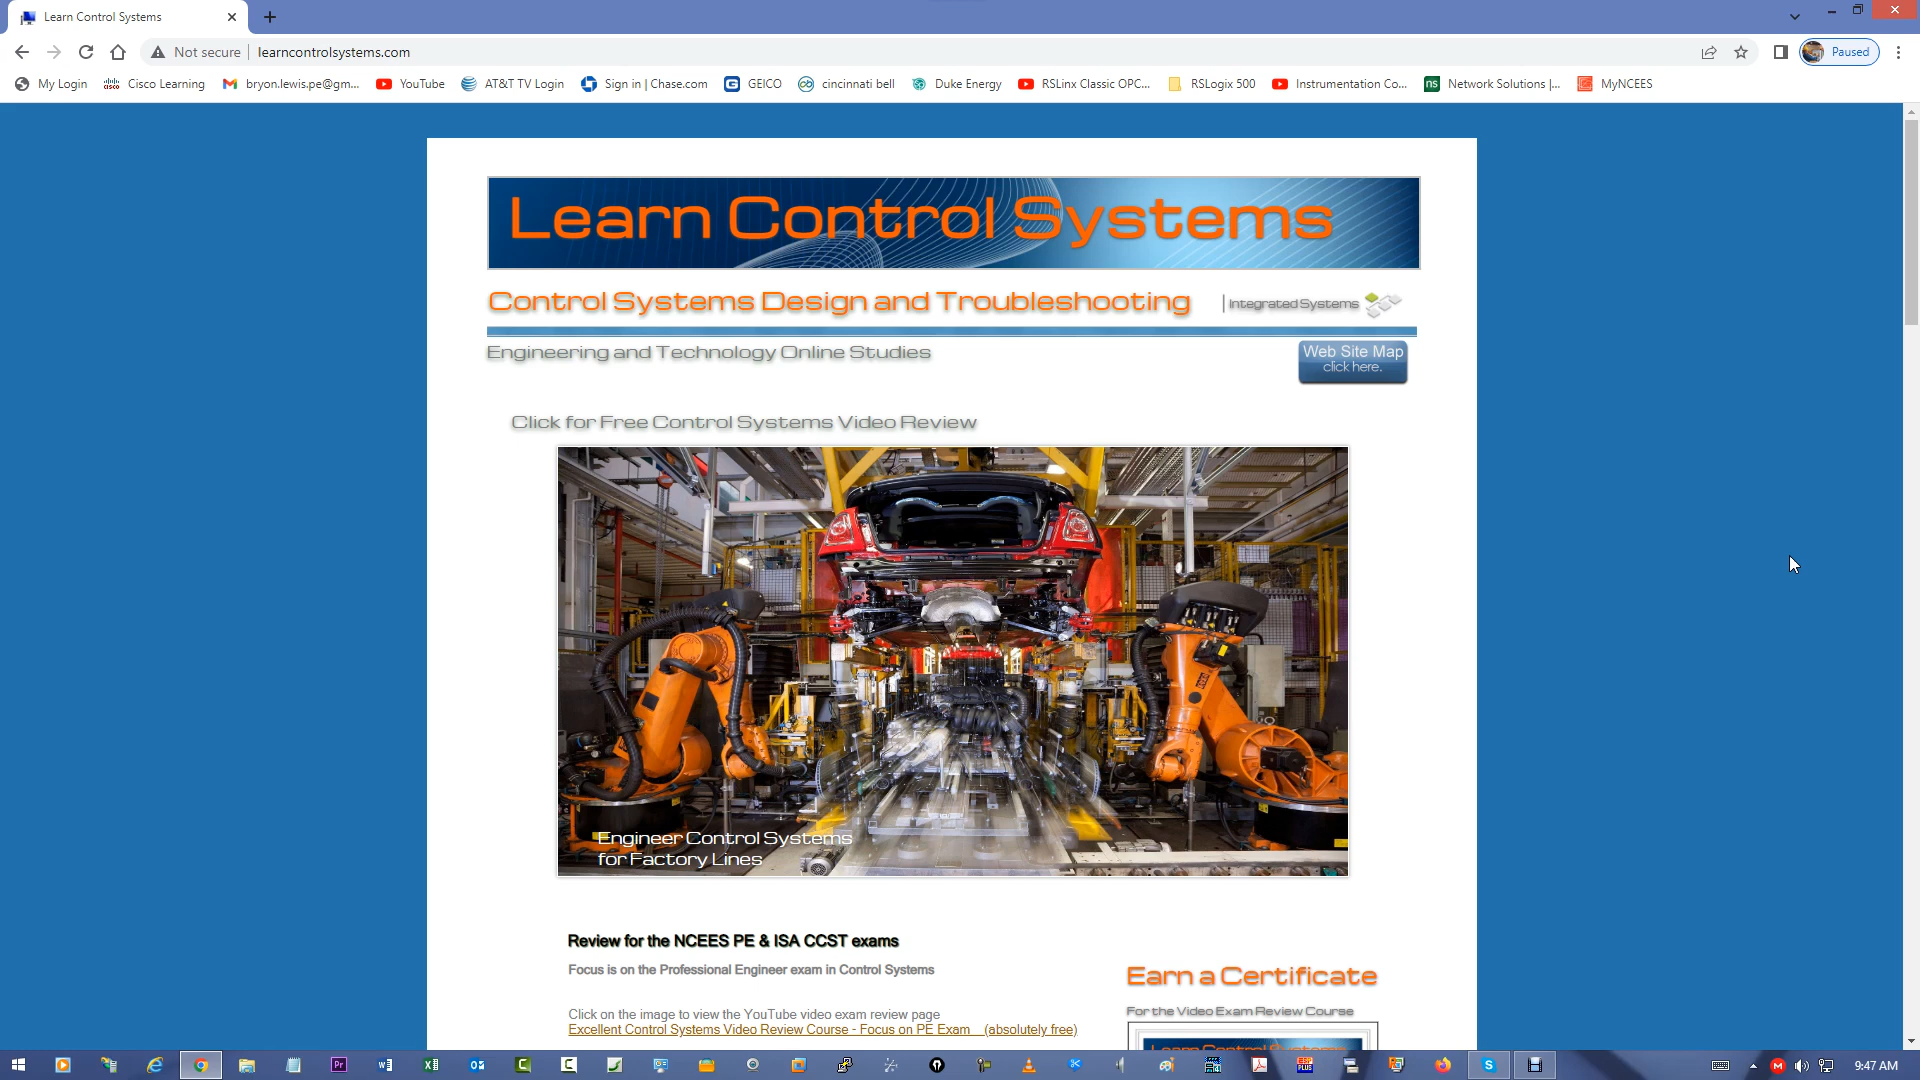 Learn Control Systems
Not secure
learncontrolsystems.com
Paused
My Login
Cisco Learning
bryon.lewis.pe@gm...
YouTube
AT&T TV Login
Sign in | Chase.com
GEICO
cincinnati bell
Duke Energy
RSLinx Classic OPC...
RSLogix 500
Instrumentation Co...
Network Solutions |...
MyNCEES
Learn Control Systems
Control Systems Design and Troubleshooting
Integrated Systems
Engineering and Technology Online Studies
Web Site Map
click here.
Click for Free Control Systems Video Review
Engineer Control Systems
for Factory Lines
Review for the NCEES PE & ISA CCST exams
Focus is on the Professional Engineer exam in Control Systems
Earn a Certificate
For the Video Exam Review Course
Click on the image to view the YouTube video exam review page
Excellent Control Systems Video Review Course - Focus on PE Exam (absolutely free)
9:47 AM